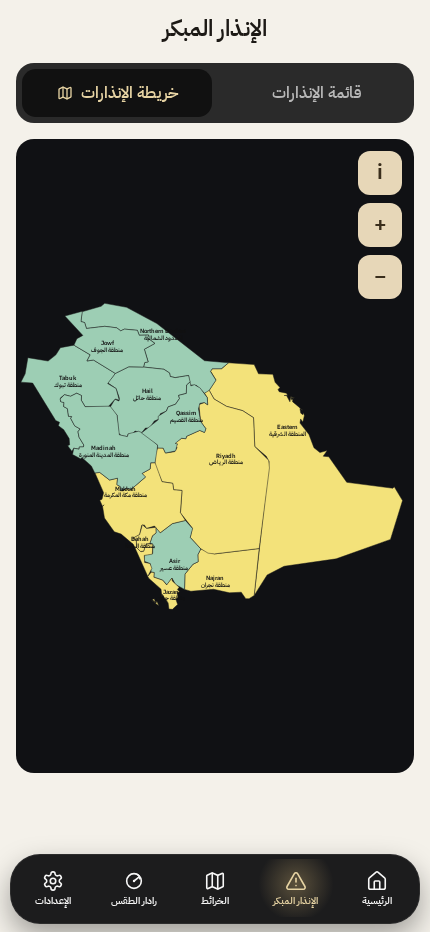 الإنذار المبكر
قائمة الإنذارات
خريطة الإنذارات
i
+
−
Northern
Jowf
منطقة الجوف
Tabuk
منطقة تبوك
Hail
منطقة حائل
Qassim
منطقة القصيم
Eastern
المنطقة الشرقية
Madinah
منطقة المدينة المنورة
Riyadh
منطقة الرياض
Makkah
منطقة مكة المكرمة
Bahah
Asir
منطقة عسير
Najran
منطقة نجران
Jazan
الرئيسية
الإنذار المبكر
الخرائط
رادار الطقس
الإعدادات